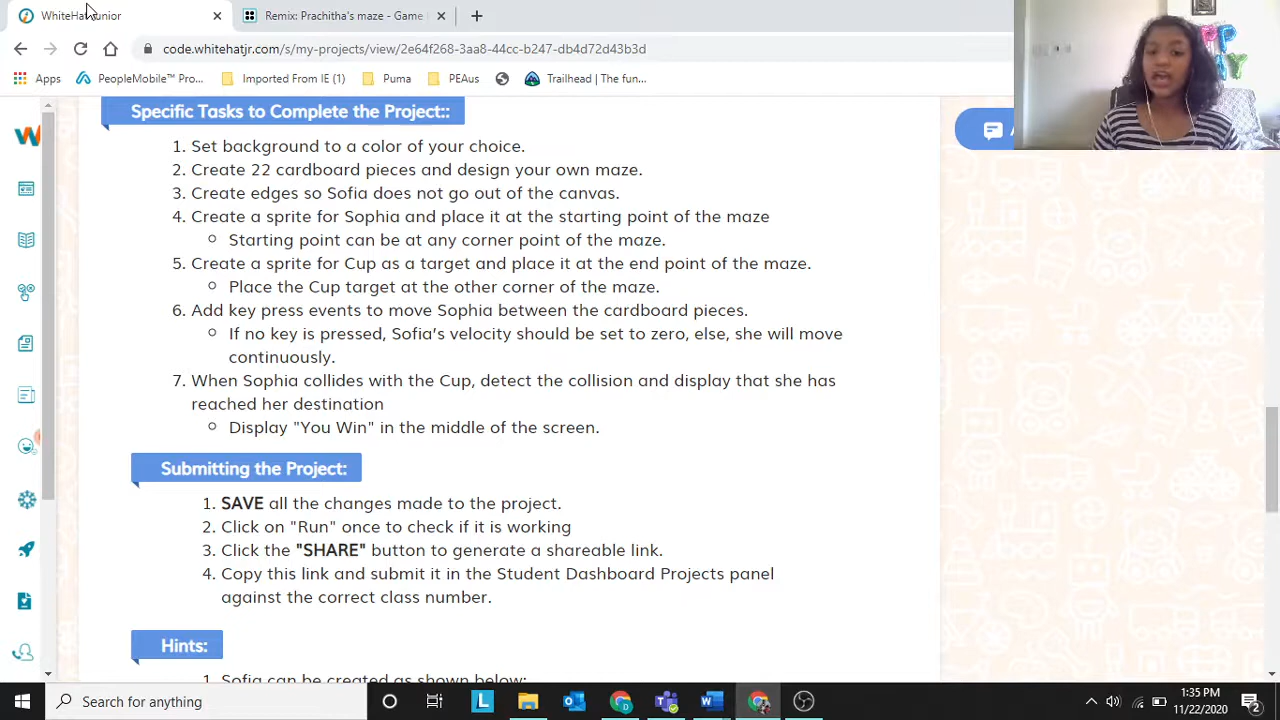 WhiteHat Junior
Remix: Prachitha's maze - Game
code.whitehatjr.com/s/my-projects/view/2e64f268-3aa8-44cc-b247-db4d72d43b3d
Apps
PeopleMobile™ Pro...
Imported From IE (1)
Puma
PEAus
Trailhead | The fun...
Specific Tasks to Complete the Project::
1. Set background to a color of your choice.
2. Create 22 cardboard pieces and design your own maze.
3. Create edges so Sofia does not go out of the canvas.
4. Create a sprite for Sophia and place it at the starting point of the maze
Starting point can be at any corner point of the maze.
5. Create a sprite for Cup as a target and place it at the end point of the maze.
Place the Cup target at the other corner of the maze.
6. Add key press events to move Sophia between the cardboard pieces.
If no key is pressed, Sofia's velocity should be set to zero, else, she will move
continuously.
7. When Sophia collides with the Cup, detect the collision and display that she has
reached her destination
Display "You Win" in the middle of the screen.
Submitting the Project:
1. SAVE all the changes made to the project.
2. Click on "Run" once to check if it is working
3. Click the "SHARE" button to generate a shareable link.
4. Copy this link and submit it in the Student Dashboard Projects panel
against the correct class number.
Hints:
1. Sofia can be created as shown below:
Search for anything
1:35 PM
11/22/2020
2